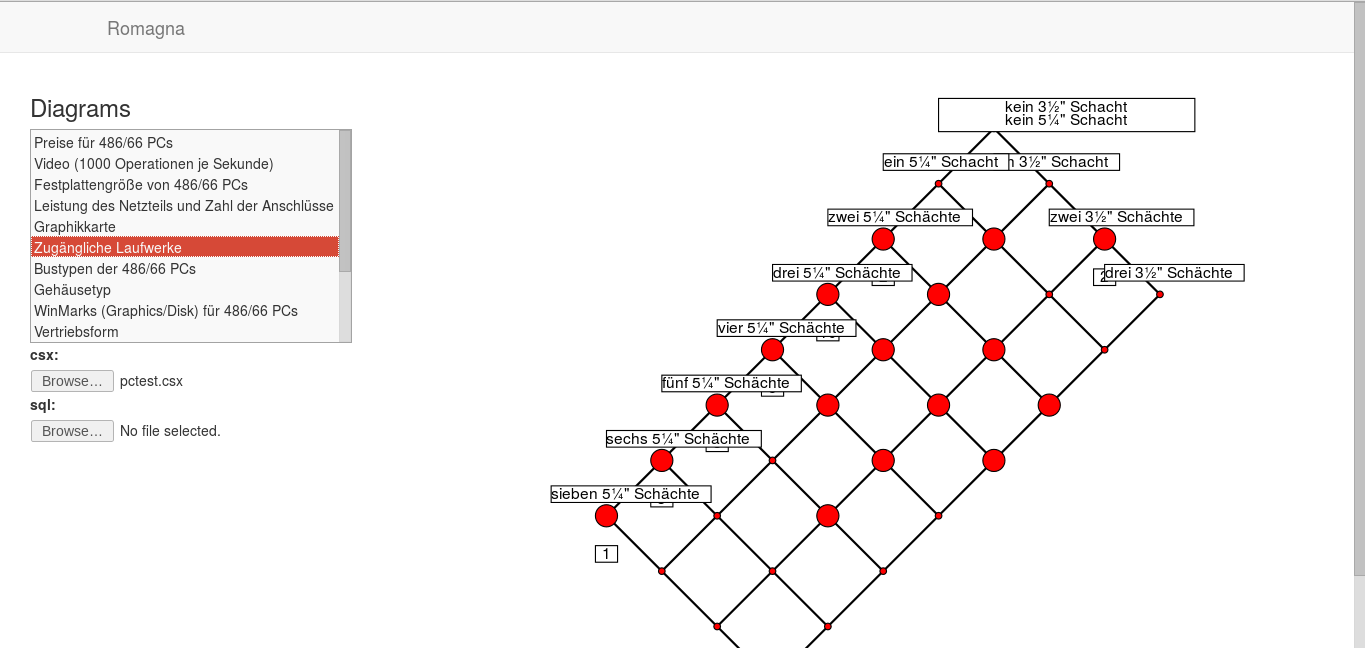 Romagna
Diagrams
Preise für 486/66 PCs
Video (1000 Operationen je Sekunde)
Festplattengröße von 486/66 PCs
Leistung des Netzteils und Zahl der Anschlüsse
Graphikkarte
Zugängliche Laufwerke
Bustypen der 486/66 PCs
Gehäusetyp
WinMarks (Graphics/Disk) für 486/66 PCs
Vertriebsform
csx:
Browse… pctest.csx
sql:
Browse… No file selected.
kein 3½" Schacht
kein 5¼" Schacht
ein 5¼" Schacht
3½" Schacht
zwei 5¼" Schächte
zwei 3½" Schächte
drei 5¼" Schächte
drei 3½" Schächte
vier 5¼" Schächte
fünf 5¼" Schächte
sechs 5¼" Schächte
sieben 5¼" Schächte
1